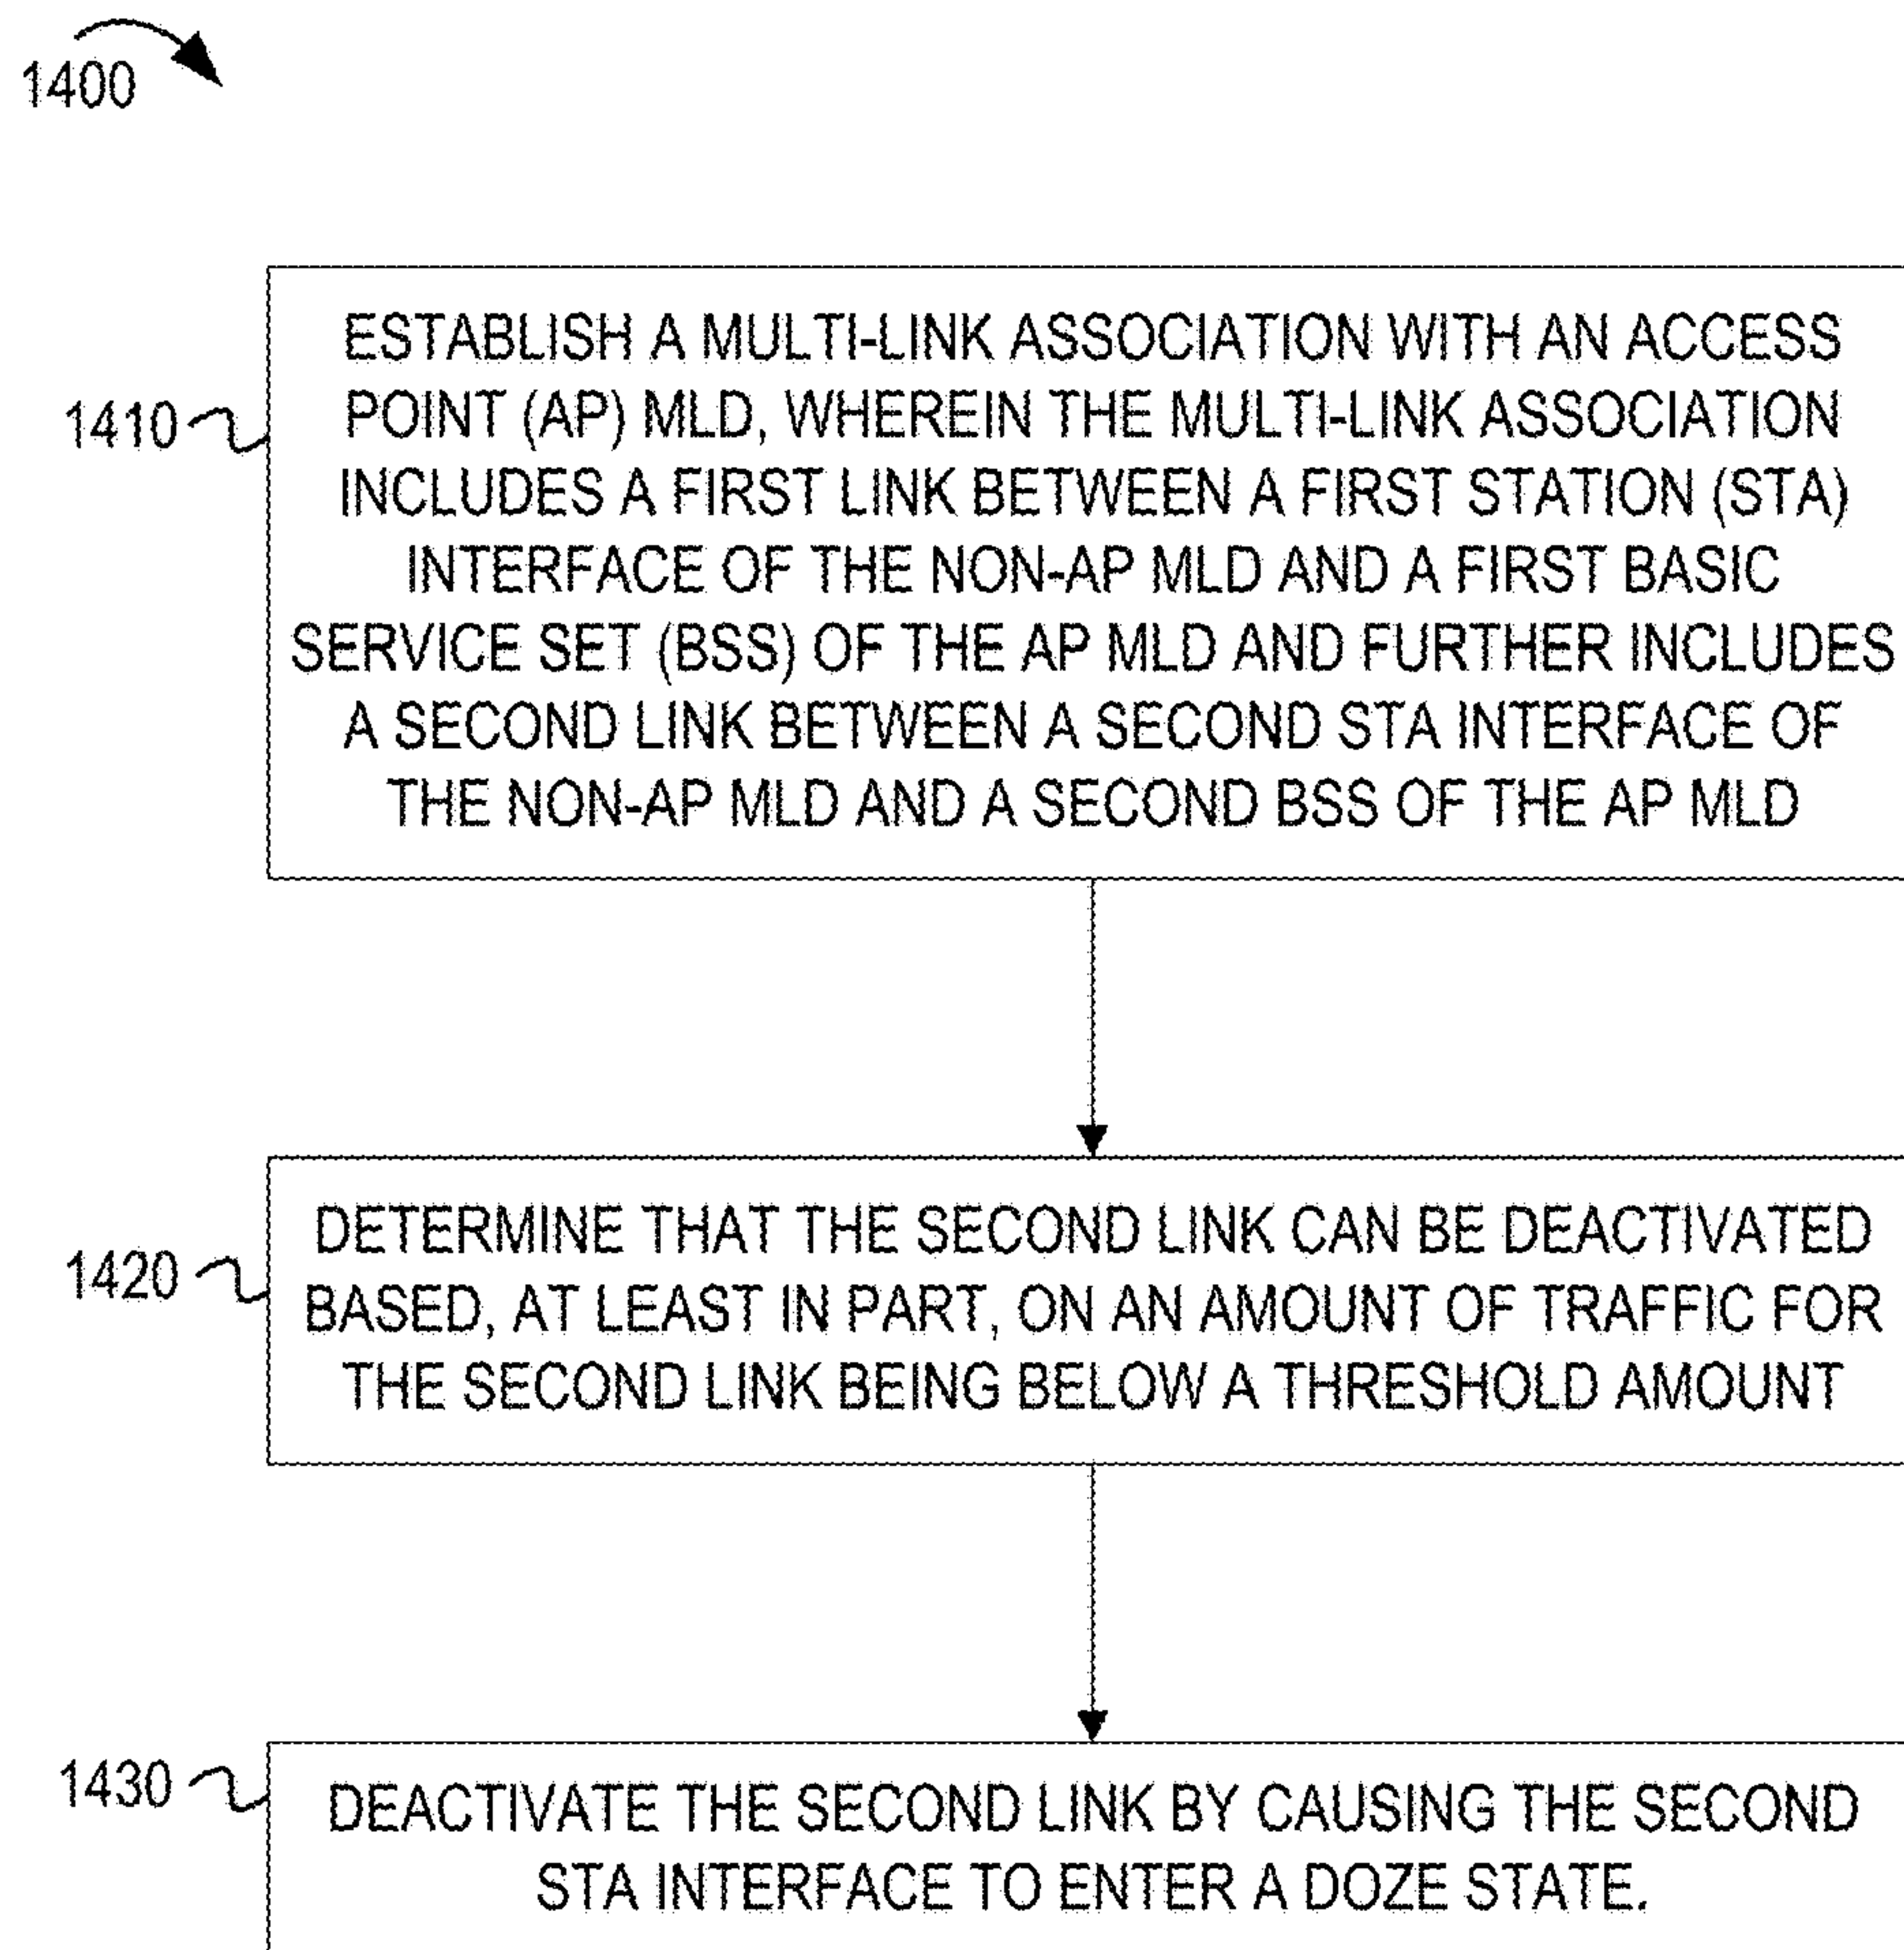 1400
ESTABLISH A MULTI-LINK ASSOCIATION WITH AN ACCESS
POINT (AP) MLD, WHEREIN THE MULTI-LINK ASSOCIATION
1410
INCLUDES A FIRST LINK BETWEEN A FIRST STATION (STA)
INTERFACE OF THE NON-AP MLD AND A FIRST BASIC
SERVICE SET (BSS) OF THE AP MLD AND FURTHER INCLUDES
A SECOND LINK BETWEEN A SECOND STA INTERFACE OF
THE NON-AP MLD AND A SECOND BSS OF THE AP MLD
DETERMINE THAT THE SECOND LINK CAN BE DEACTIVATED
1420
BASED, AT LEAST IN PART, ON AN AMOUNT OF TRAFFIC FOR
THE SECOND LINK BEING BELOW A THRESHOLD AMOUNT
1430
DEACTIVATE THE SECOND LINK BY CAUSING THE SECOND
STA INTERFACE TO ENTER A DOZE STATE.